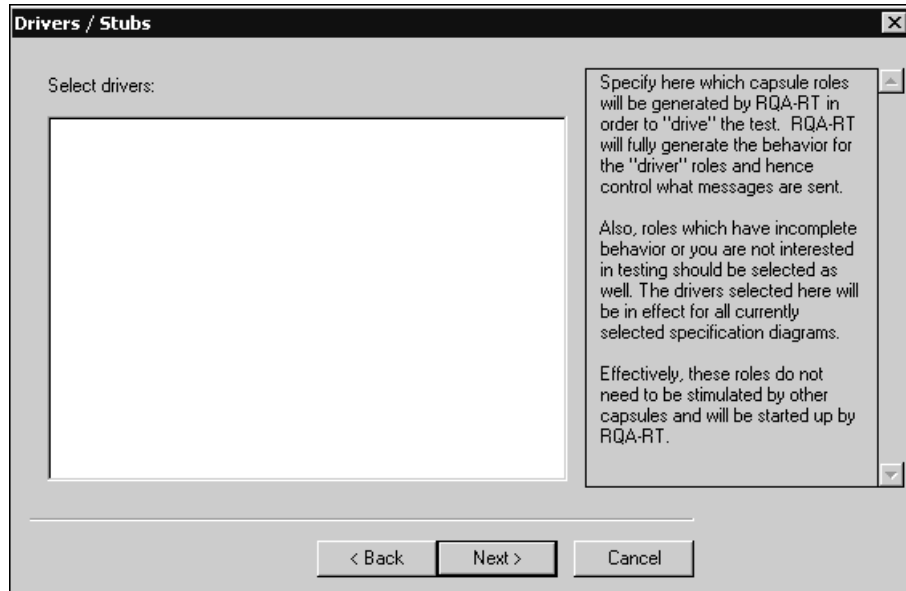 Drivers / Stubs
Select drivers:
Specify here which capsule roles
will be generated by RQA-RT in
order to "drive" the test.  RQA-RT
will fully generate the behavior for
the "driver" roles and hence
control what messages are sent.
Also, roles which have incomplete
behavior or you are not interested
in testing should be selected as
well. The drivers selected here will
be in effect for all currently
selected specification diagrams.
Effectively, these roles do not
need to be stimulated by other
capsules and will be started up by
RQA-RT.
< Back
Next >
Cancel